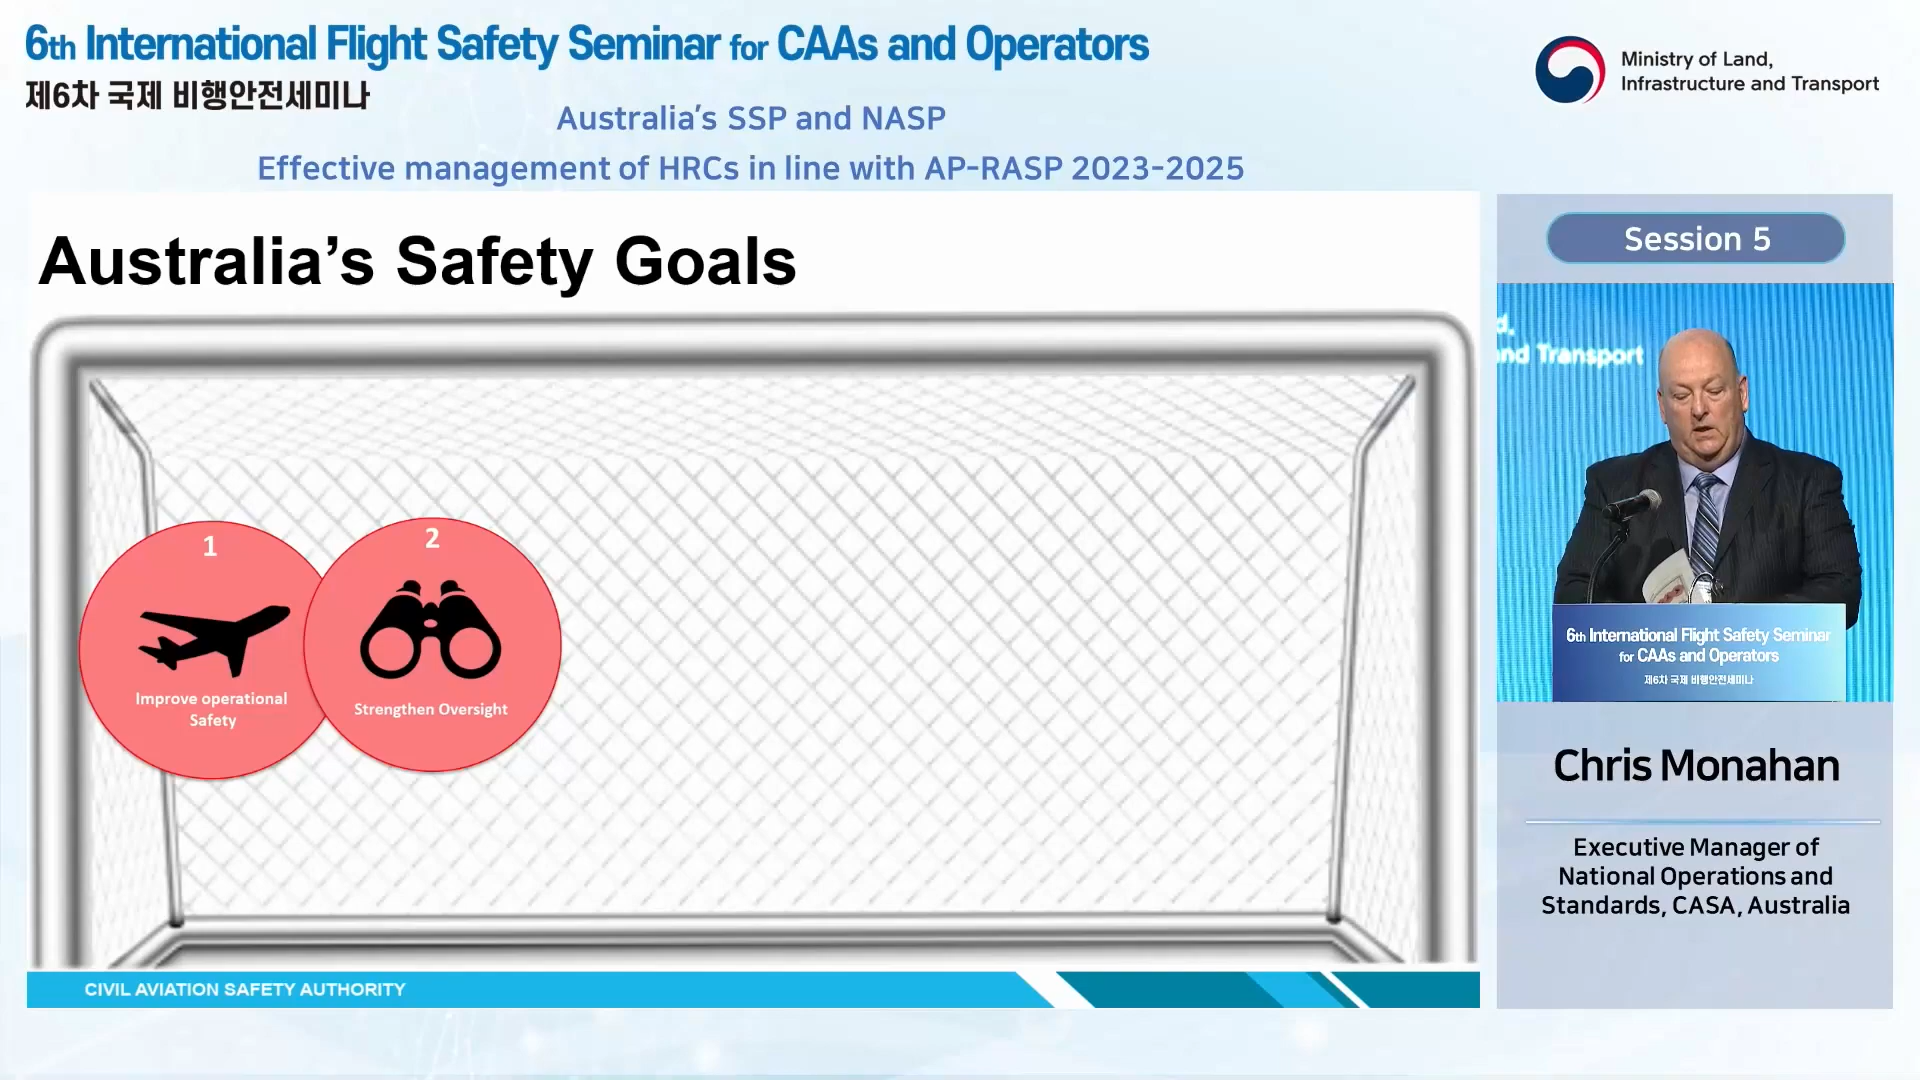 6th International Flight Safety Seminar for CAAs and Operators
제6차 국제 비행안전세미나
Ministry of Land,
Infrastructure and Transport
Australia's SSP and NASP
Effective management of HRCs in line with AP-RASP 2023-2025
Australia's Safety Goals
1
Improve operational
Safety
2
Strengthen Oversight
CIVIL AVIATION SAFETY AUTHORITY
Session 5
d.
nd Transport
6th International Flight Safety Seminar
for CAAs and Operators
제6차 국제 비행안전세미나
Chris Monahan
Executive Manager of
National Operations and
Standards, CASA, Australia